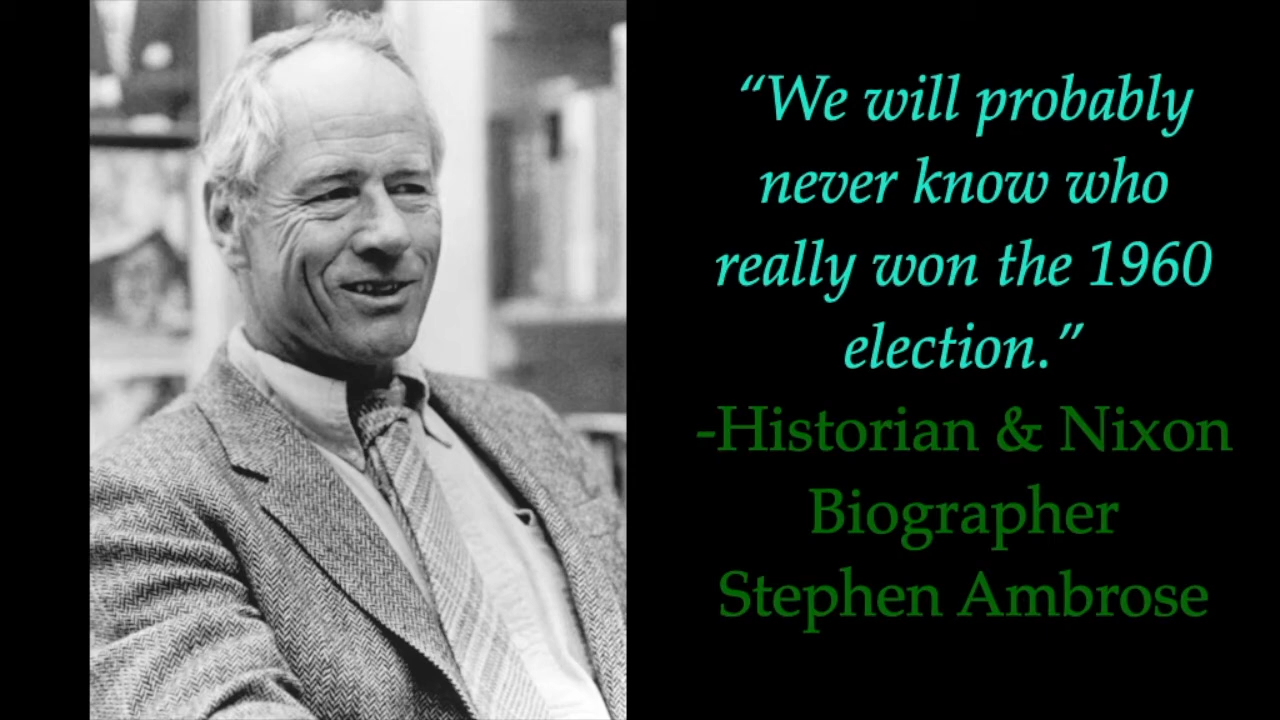 “We will probably
never know who
really won the 1960
election.”
-Historian & Nixon
Biographer
Stephen Ambrose